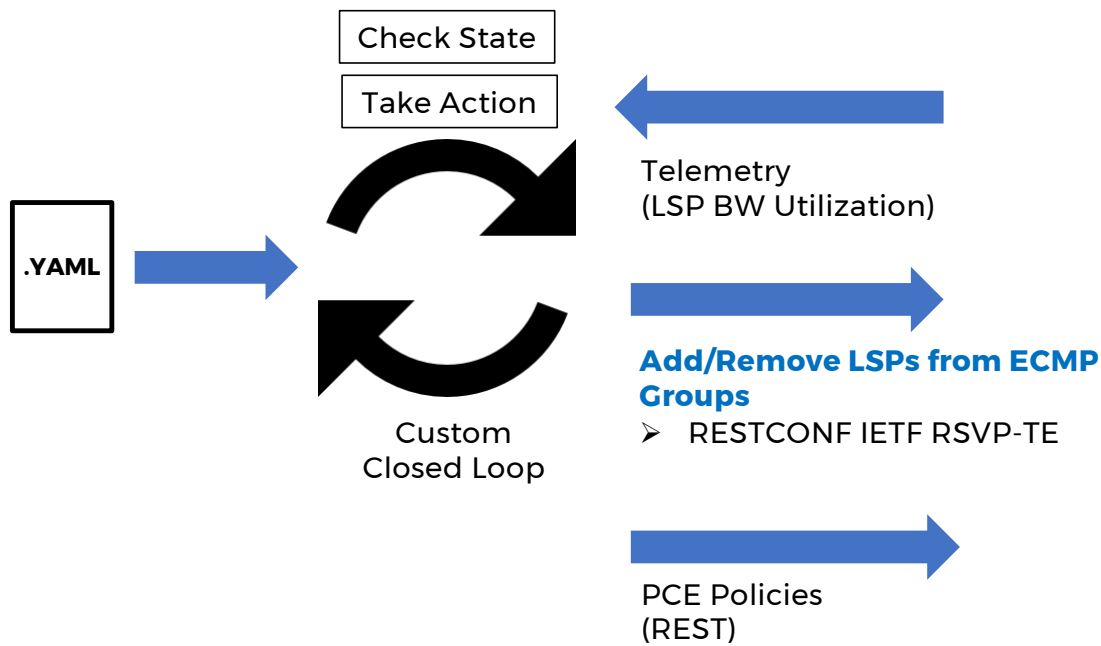 Check State
Take Action
Telemetry
(LSP BW Utilization)
.YAML
Add/Remove LSPs from ECMP
Groups
➢ RESTCONF IETF RSVP-TE
Custom
Closed Loop
PCE Policies
(REST)